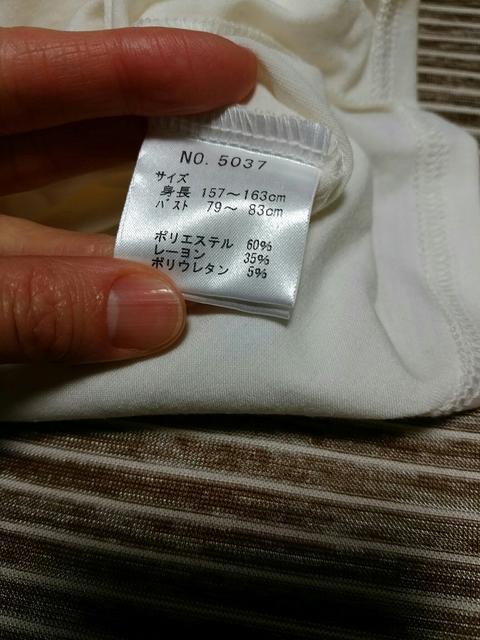 NO. 5037
サイズ
身長 157〜163cm
バスト 79〜 83cm
ポリエステル 60%
レーヨン 35%
ポリウレタン 5%